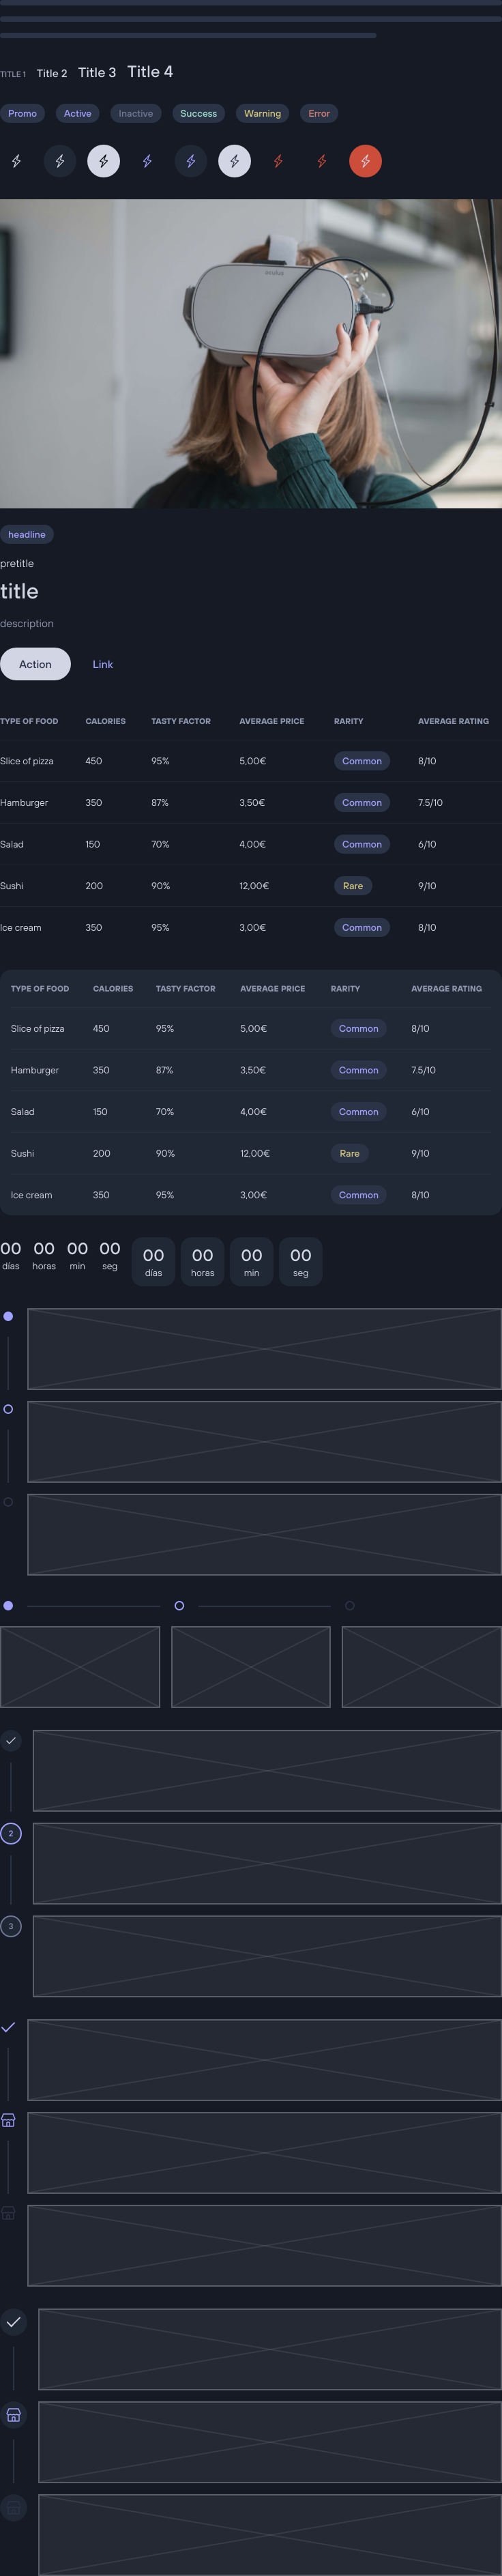 TITLE 1 Title 2 Title 3 Title 4
Promo Active Inactive Success Warning Error
oculus
headline
pretitle
title
description
Action Link
TYPE OF FOOD CALORIES TASTY FACTOR AVERAGE PRICE RARITY AVERAGE RATING
Slice of pizza 450 95% 5,00€ Common 8/10
Hamburger 350 87% 3,50€ Common 7.5/10
Salad 150 70% 4,00€ Common 6/10
Sushi 200 90% 12,00€ Rare 9/10
Ice cream 350 95% 3,00€ Common 8/10
TYPE OF FOOD CALORIES TASTY FACTOR AVERAGE PRICE RARITY AVERAGE RATING
Slice of pizza 450 95% 5,00€ Common 8/10
Hamburger 350 87% 3,50€ Common 7.5/10
Salad 150 70% 4,00€ Common 6/10
Sushi 200 90% 12,00€ Rare 9/10
Ice cream 350 95% 3,00€ Common 8/10
00 00 00 00 00 00 00 00
días horas min seg días horas min seg
2
3